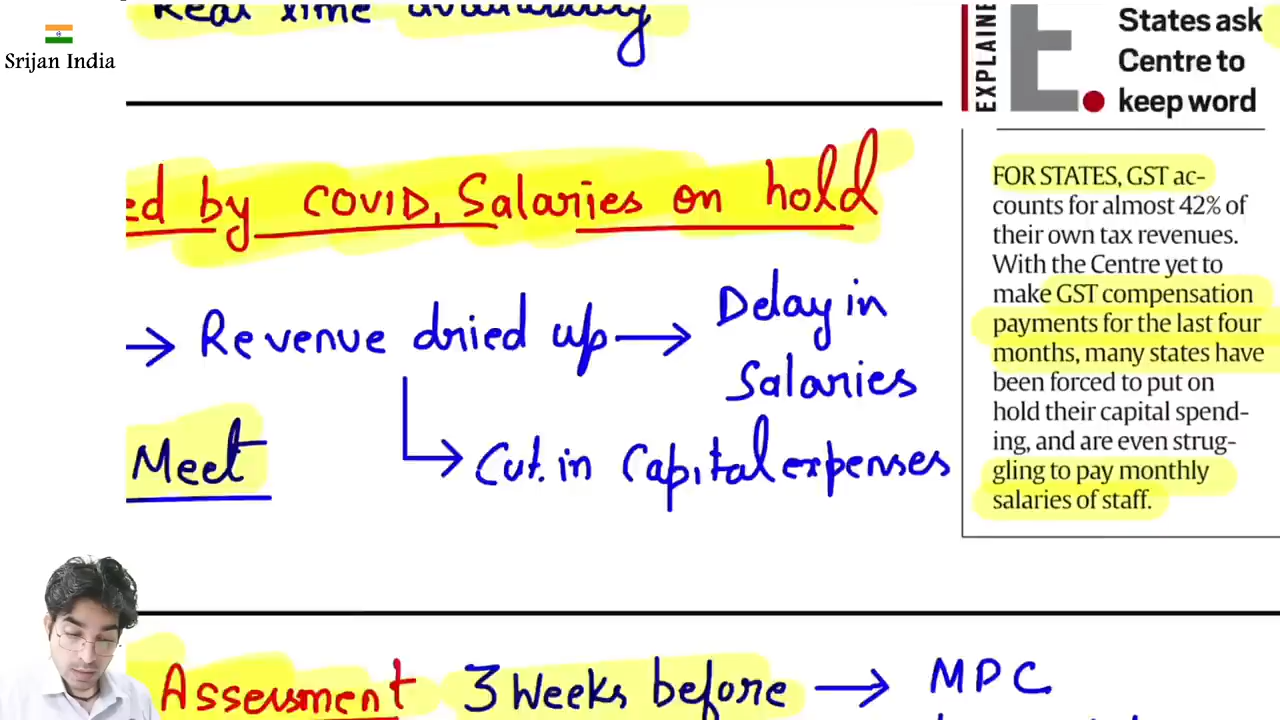 Real time availability
Srijan India
ed by COVID, Salaries on hold
→ Revenue dried up → Delay in
Salaries
Meet
→ Cut. in Capital expenses
Assessment 3 Weeks before → MPC
EXPLAINE
States ask
Centre to
keep word
FOR STATES, GST ac-
counts for almost 42% of
their own tax revenues.
With the Centre yet to
make GST compensation
payments for the last four
months, many states have
been forced to put on
hold their capital spend-
ing, and are even strug-
gling to pay monthly
salaries of staff.